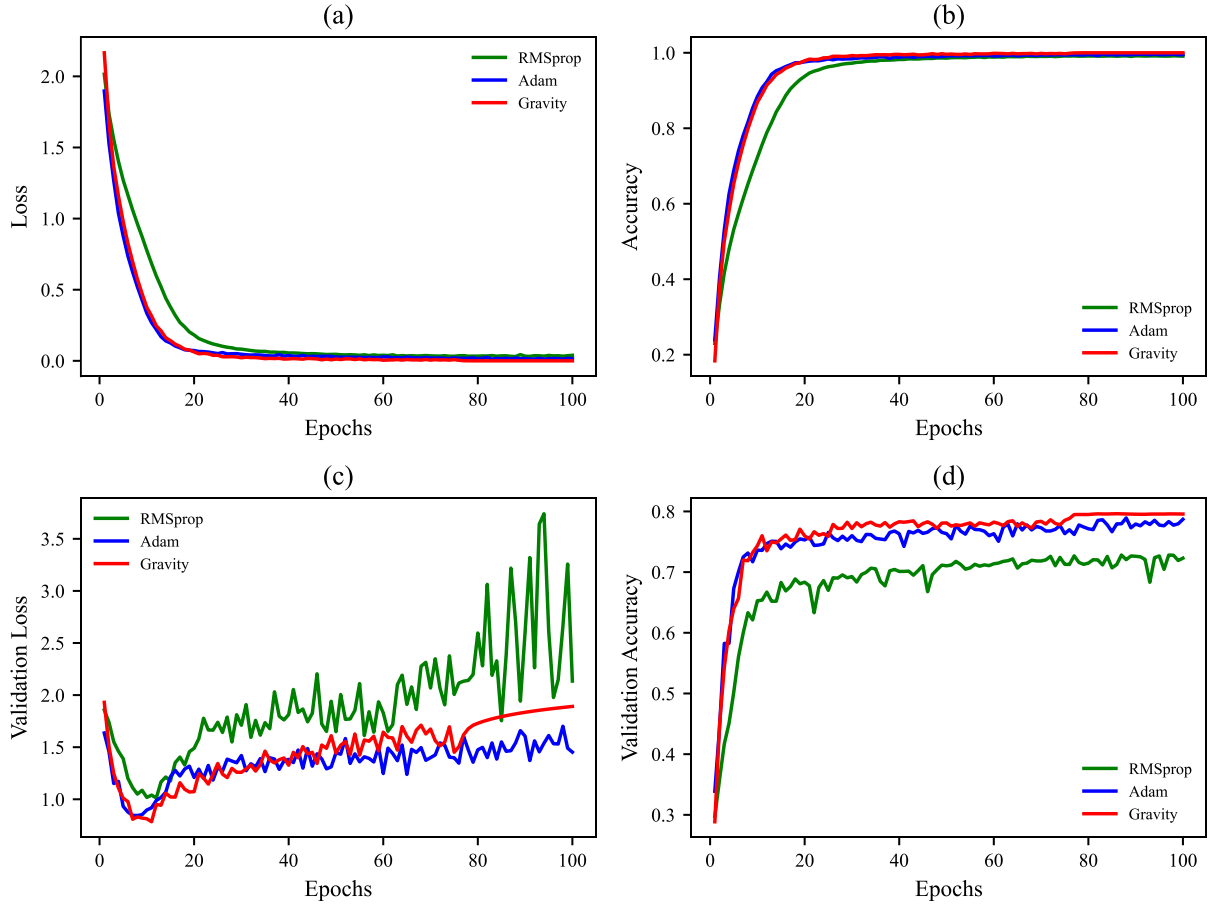 (a)
2.0
1.5
1.0
0.5
0.0
Loss
RMSprop
Adam
Gravity
0 20 40 60 80 100
Epochs
(b)
1.0
0.8
0.6
0.4
0.2
Accuracy
RMSprop
Adam
Gravity
0 20 40 60 80 100
Epochs
(c)
3.5
3.0
2.5
2.0
1.5
1.0
Validation Loss
RMSprop
Adam
Gravity
0 20 40 60 80 100
Epochs
(d)
0.8
0.7
0.6
0.5
0.4
0.3
Validation Accuracy
RMSprop
Adam
Gravity
0 20 40 60 80 100
Epochs